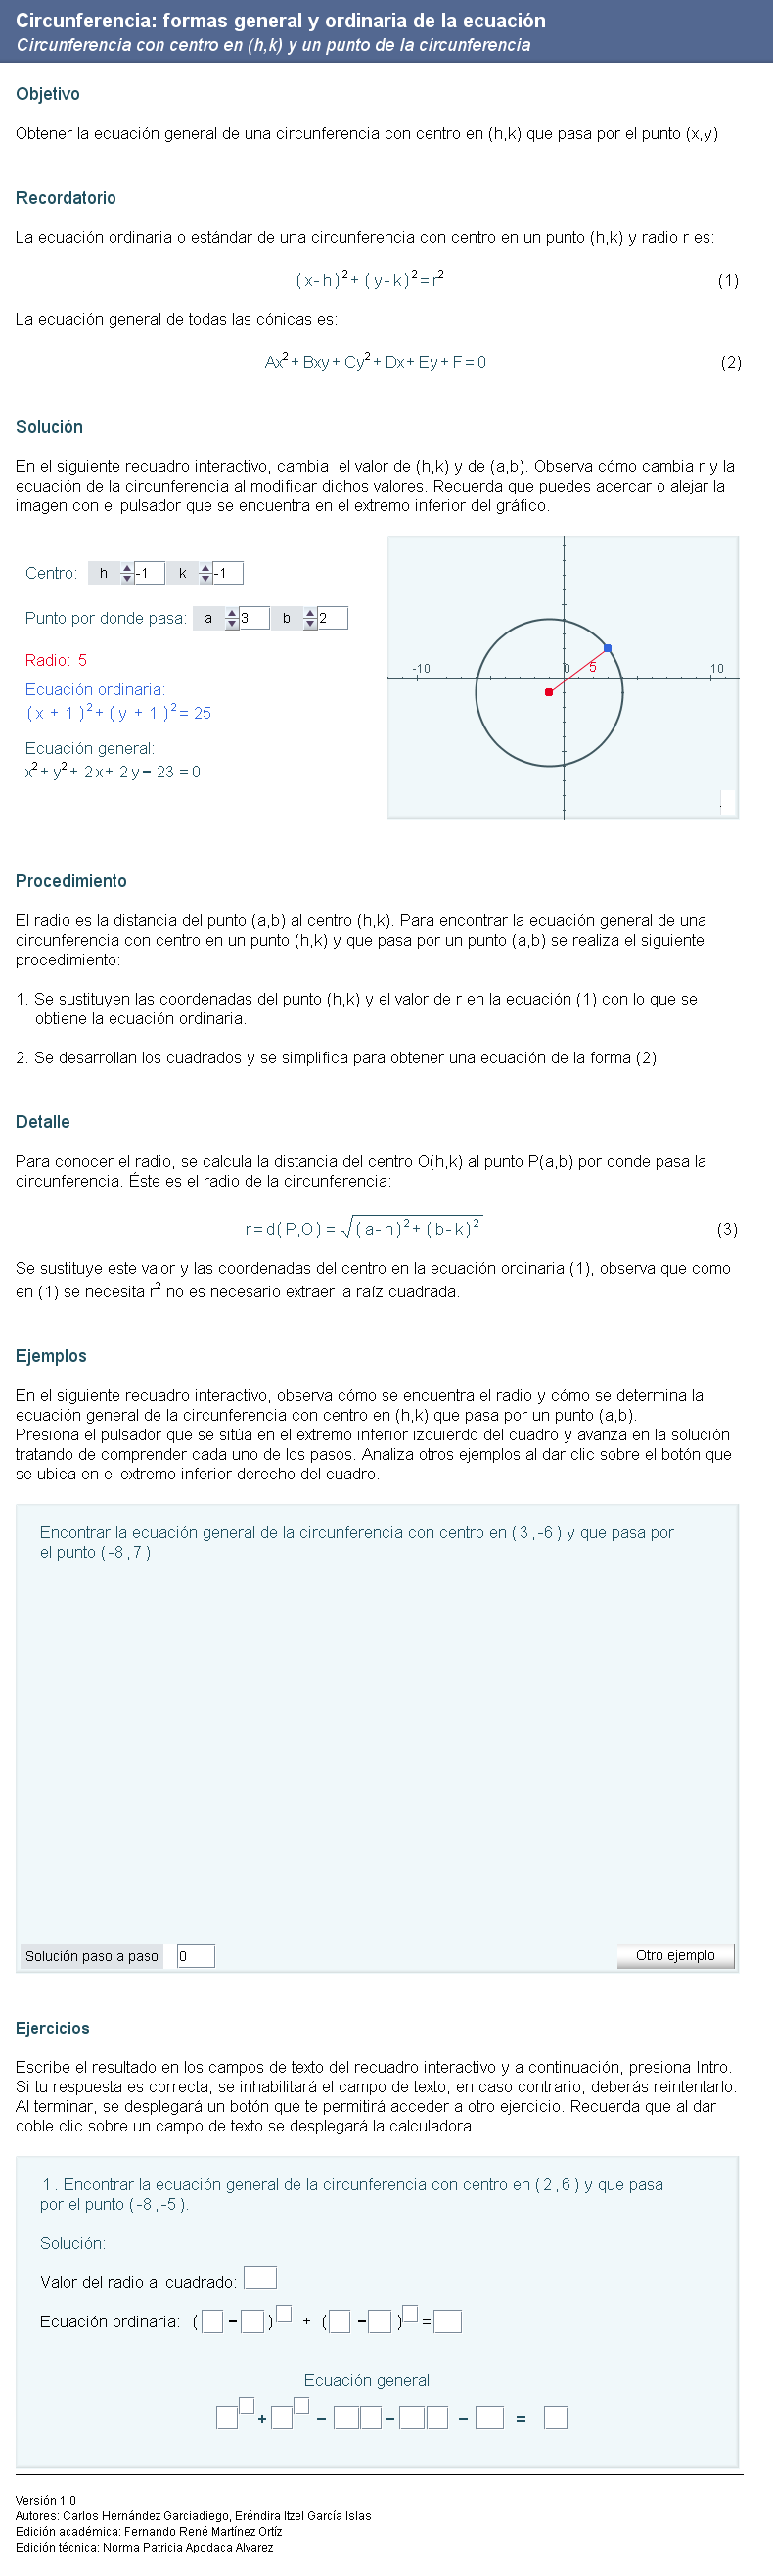 Circunferencia: formas general y ordinaria de la ecuación
Circunferencia con centro en (h,k) y un punto de la circunferencia
Objetivo
Obtener la ecuación general de una circunferencia con centro en (h,k) que pasa por el punto (x,y)
Recordatorio
La ecuación ordinaria o estándar de una circunferencia con centro en un punto (h,k) y radio r es:
(x-h)²+(y-k)²=r² (1)
La ecuación general de todas las cónicas es:
Ax²+Bxy+Cy²+Dx+Ey+F=0 (2)
Solución
En el siguiente recuadro interactivo, cambia el valor de (h,k) y de (a,b). Observa cómo cambia r y la
ecuación de la circunferencia al modificar dichos valores. Recuerda que puedes acercar o alejar la
imagen con el pulsador que se encuentra en el extremo inferior del gráfico.
Centro: h -1 k -1
Punto por donde pasa: a 3 b 2
Radio: 5
Ecuación ordinaria:
(x + 1)²+(y + 1)²= 25
Ecuación general:
x²+y²+ 2x+ 2y− 23 =0
-10 0 10
5
Procedimiento
El radio es la distancia del punto (a,b) al centro (h,k). Para encontrar la ecuación general de una
circunferencia con centro en un punto (h,k) y que pasa por un punto (a,b) se realiza el siguiente
procedimiento:
1. Se sustituyen las coordenadas del punto (h,k) y el valor de r en la ecuación (1) con lo que se
obtiene la ecuación ordinaria.
2. Se desarrollan los cuadrados y se simplifica para obtener una ecuación de la forma (2)
Detalle
Para conocer el radio, se calcula la distancia del centro O(h,k) al punto P(a,b) por donde pasa la
circunferencia. Éste es el radio de la circunferencia:
r=d(P,O)=√(a-h)²+(b-k)² (3)
Se sustituye este valor y las coordenadas del centro en la ecuación ordinaria (1), observa que como
en (1) se necesita r² no es necesario extraer la raíz cuadrada.
Ejemplos
En el siguiente recuadro interactivo, observa cómo se encuentra el radio y cómo se determina la
ecuación general de la circunferencia con centro en (h,k) que pasa por un punto (a,b).
Presiona el pulsador que se sitúa en el extremo inferior izquierdo del cuadro y avanza en la solución
tratando de comprender cada uno de los pasos. Analiza otros ejemplos al dar clic sobre el botón que
se ubica en el extremo inferior derecho del cuadro.
Encontrar la ecuación general de la circunferencia con centro en (3,-6) y que pasa por
el punto (-8,7)
Solución paso a paso 0 Otro ejemplo
Ejercicios
Escribe el resultado en los campos de texto del recuadro interactivo y a continuación, presiona Intro.
Si tu respuesta es correcta, se inhabilitará el campo de texto, en caso contrario, deberás reintentarlo.
Al terminar, se desplegará un botón que te permitirá acceder a otro ejercicio. Recuerda que al dar
doble clic sobre un campo de texto se desplegará la calculadora.
1. Encontrar la ecuación general de la circunferencia con centro en (2,6) y que pasa
por el punto (-8,-5).
Solución:
Valor del radio al cuadrado:
Ecuación ordinaria: ( − ) + ( − ) =
Ecuación general:
+ − − − =
Versión 1.0
Autores: Carlos Hernández Garciadiego, Eréndira Itzel García Islas
Edición académica: Fernando René Martínez Ortíz
Edición técnica: Norma Patricia Apodaca Alvarez